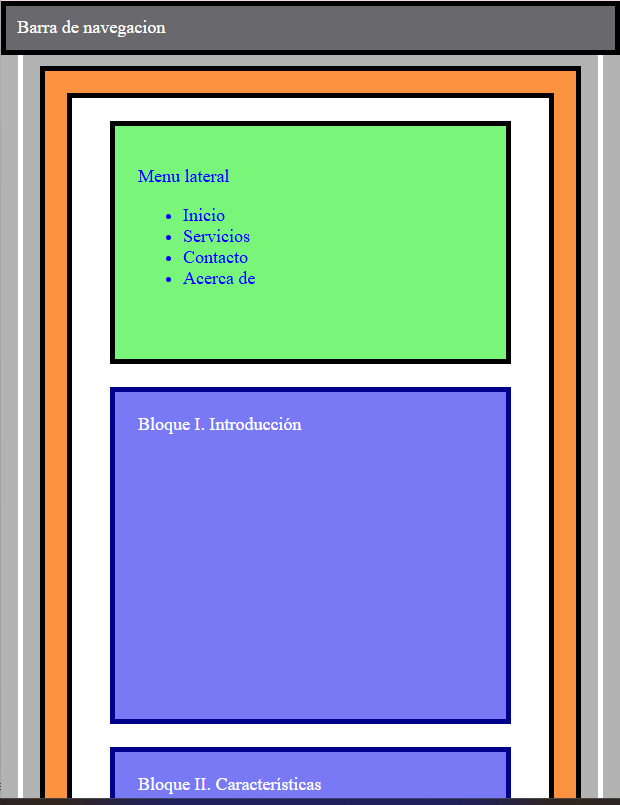 Barra de navegacion
Menu lateral
Inicio
Servicios
Contacto
Acerca de
Bloque I. Introducción
Bloque II. Características